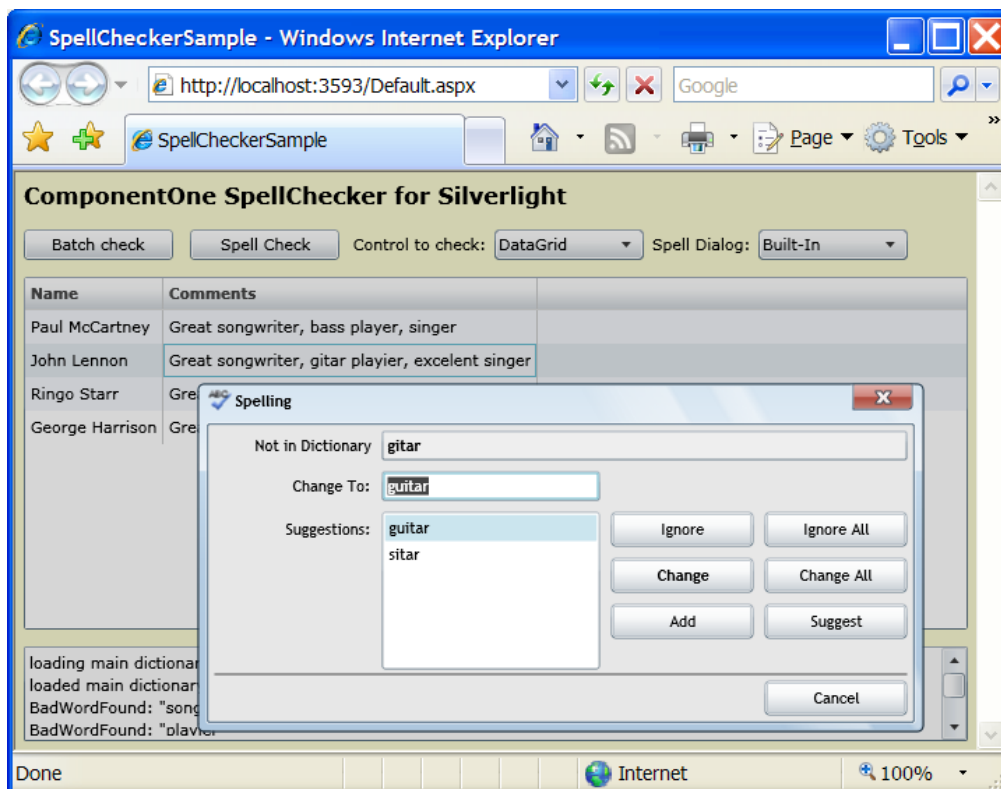 SpellCheckerSample - Windows Internet Explorer
http://localhost:3593/Default.aspx Google
SpellCheckerSample Page Tools
ComponentOne SpellChecker for Silverlight
Batch check Spell Check Control to check: DataGrid Spell Dialog: Built-In
Name Comments
Paul McCartney Great songwriter, bass player, singer
John Lennon Great songwriter, gitar playier, excelent singer
Ringo Starr Grea
George Harrison Grea
ABC Spelling
Not in Dictionary gitar
Change To: guitar
Suggestions: guitar Ignore Ignore All
sitar
Change Change All
Add Suggest
Cancel
loading main dictionar
loaded main dictionar
BadWordFound: "song
BadWordFound: "playier
Done Internet 100%